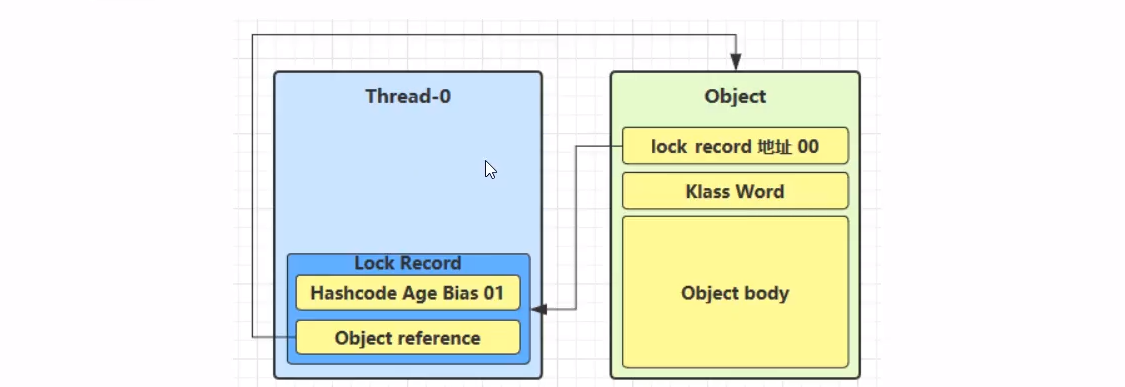 Thread-0
Lock Record
Hashcode Age Bias 01
Object reference
Object
lock record 地址 00
Klass Word
Object body